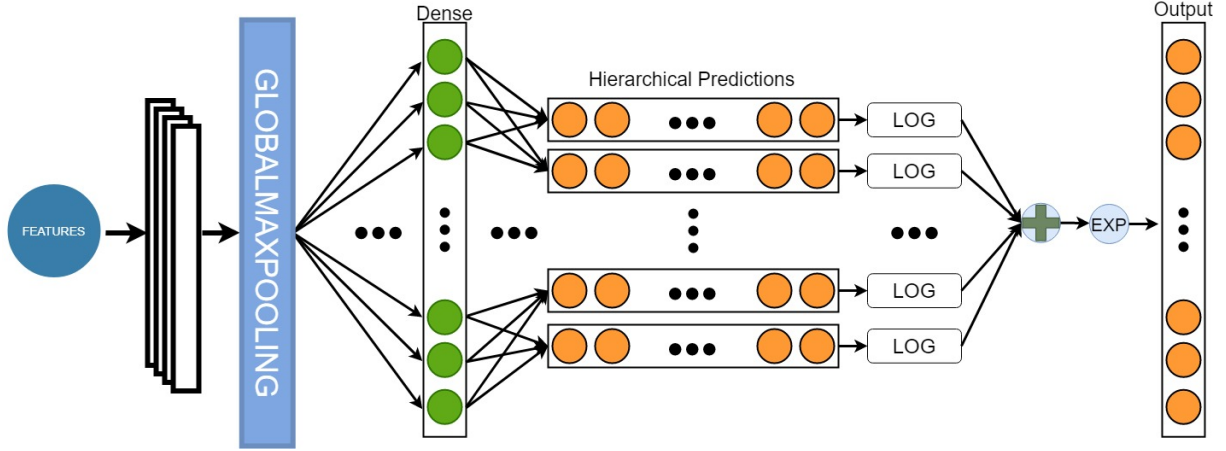 Dense
Output
Hierarchical Predictions
FEATURES
GLOBALMAXPOOLING
LOG
LOG
EXP
LOG
LOG